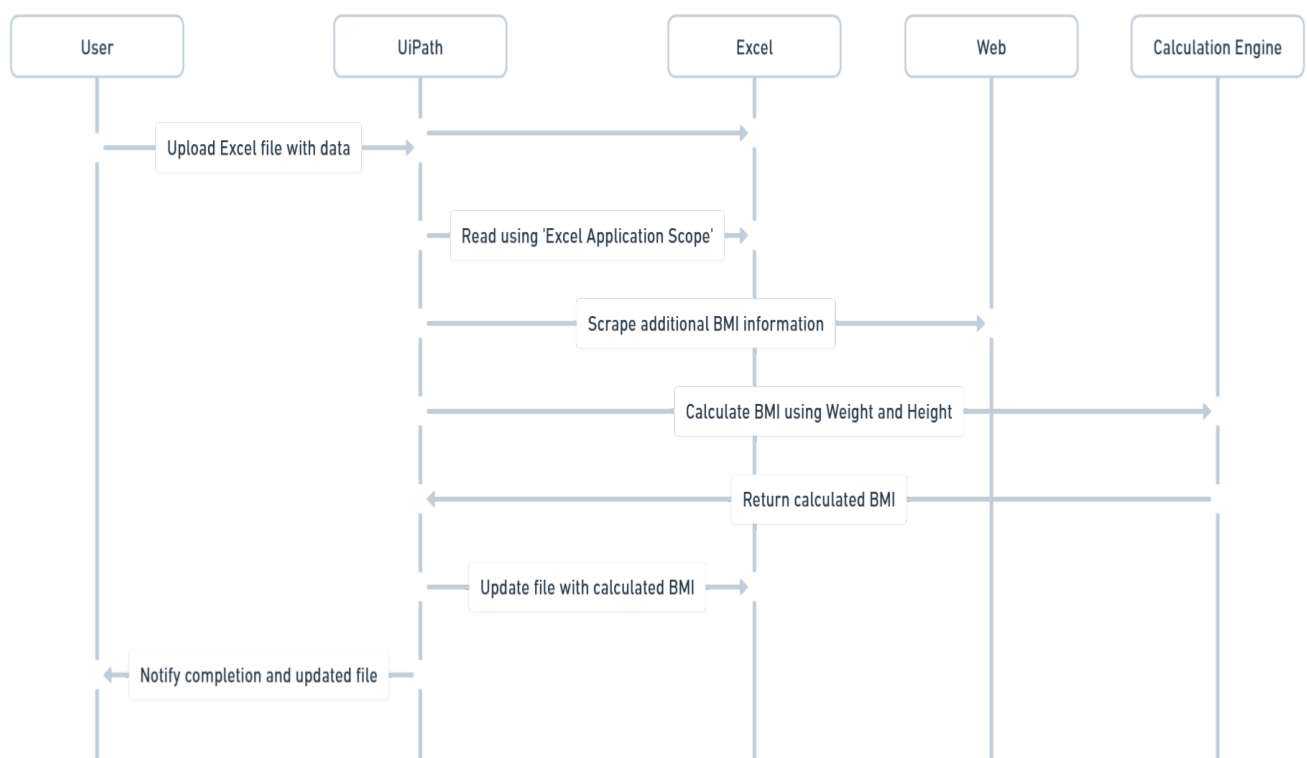 User
UiPath
Excel
Web
Calculation Engine
Upload Excel file with data
Read using 'Excel Application Scope'
Scrape additional BMI information
Calculate BMI using Weight and Height
Return calculated BMI
Update file with calculated BMI
Notify completion and updated file